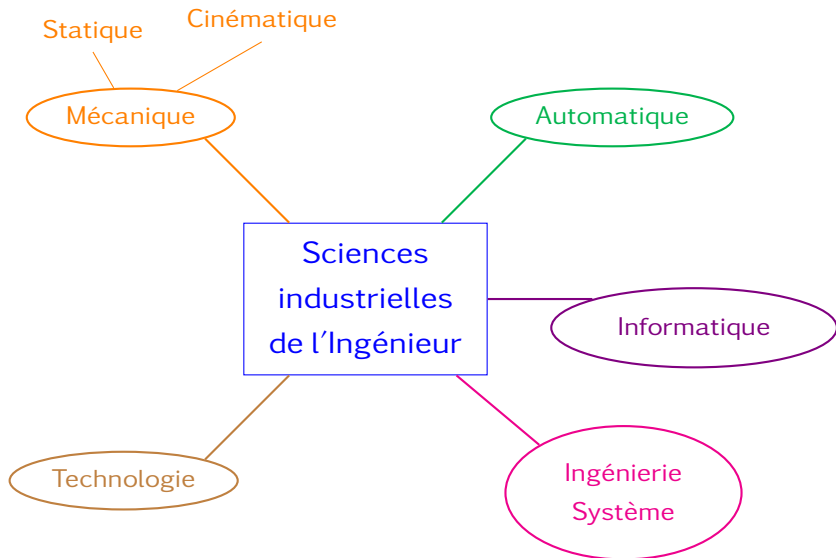 Statique
Cinématique
Mécanique
Automatique
Sciences
industrielles
de l'Ingénieur
Informatique
Technologie
Ingénierie
Système